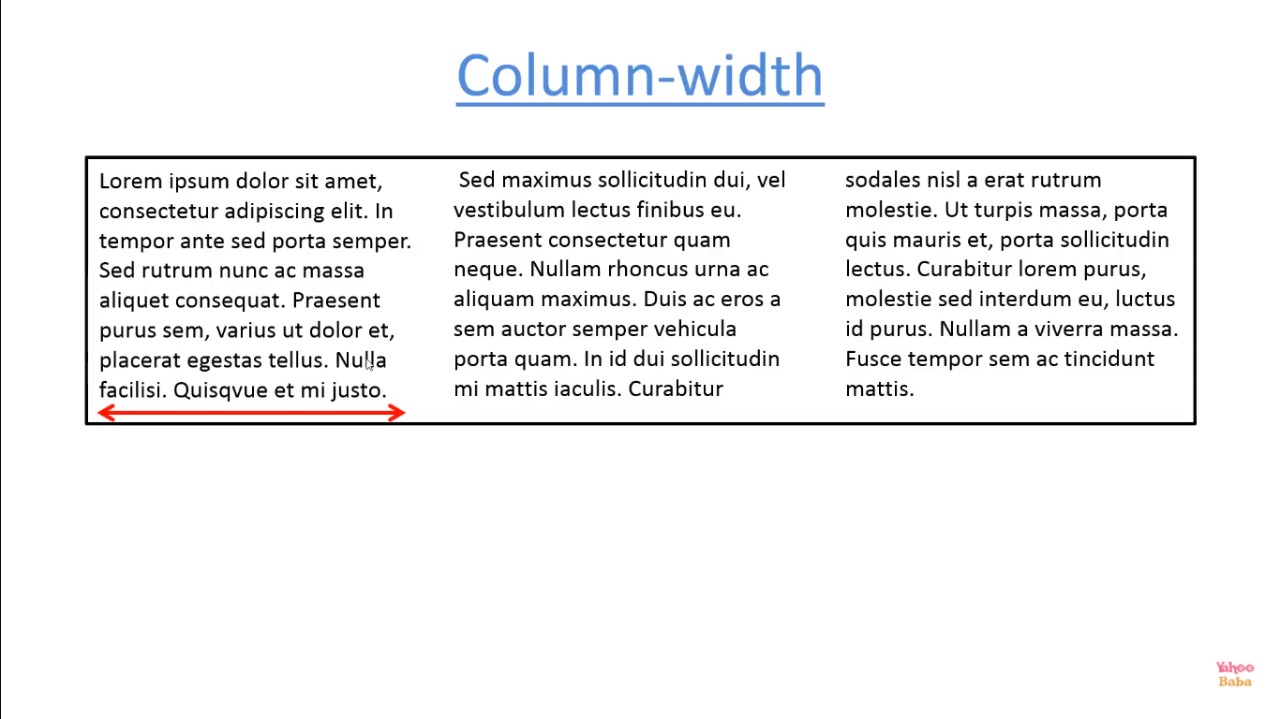 Column-width
Lorem ipsum dolor sit amet,
consectetur adipiscing elit. In
tempor ante sed porta semper.
Sed rutrum nunc ac massa
aliquet consequat. Praesent
purus sem, varius ut dolor et,
placerat egestas tellus. Nulla
facilisi. Quisqvue et mi justo.
Sed maximus sollicitudin dui, vel
vestibulum lectus finibus eu.
Praesent consectetur quam
neque. Nullam rhoncus urna ac
aliquam maximus. Duis ac eros a
sem auctor semper vehicula
porta quam. In id dui sollicitudin
mi mattis iaculis. Curabitur
sodales nisl a erat rutrum
molestie. Ut turpis massa, porta
quis mauris et, porta sollicitudin
lectus. Curabitur lorem purus,
molestie sed interdum eu, luctus
id purus. Nullam a viverra massa.
Fusce tempor sem ac tincidunt
mattis.
Yahoo
Baba